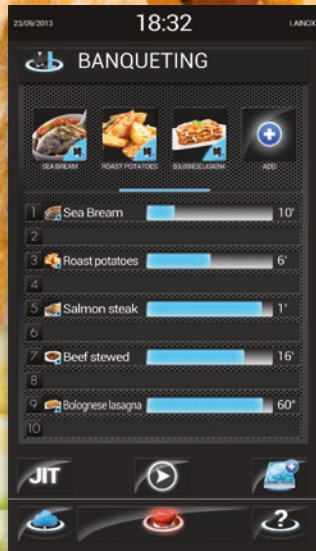 23/09/2013 18:32 LAINOX
BANQUETING
SEA BREAM ROAST POTATOES BOLOGNESE LASAGNA ADD
1 Sea Bream 10'
2
3 Roast potatoes 6'
4
5 Salmon steak 1'
6
7 Beef stewed 16'
8
9 Bolognese lasagna 60"
10
JIT
?